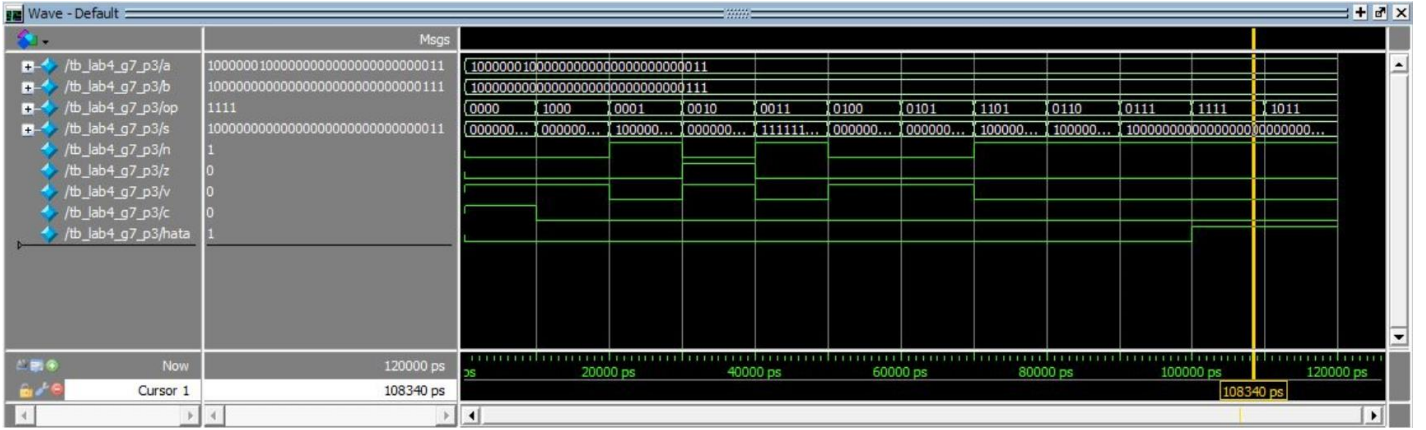 Wave - Default
Msgs
/tb_lab4_g7_p3/a 10000001000000000000000000000011 10000001000000000000000000000011
/tb_lab4_g7_p3/b 10000000000000000000000000000111 10000000000000000000000000000111
/tb_lab4_g7_p3/op 1111 0000 1000 0001 0010 0011 0100 0101 1101 0110 0111 1111 1011
/tb_lab4_g7_p3/s 10000000000000000000000000000011 000000... 000000... 100000... 000000... 111111... 000000... 000000... 100000... 100000... 10000000000000000000000000...
/tb_lab4_g7_p3/n 1
/tb_lab4_g7_p3/z 0
/tb_lab4_g7_p3/v 0
/tb_lab4_g7_p3/c 0
/tb_lab4_g7_p3/hata 1
Now 120000 ps ps 20000 ps 40000 ps 60000 ps 80000 ps 100000 ps 120000 ps
Cursor 1 108340 ps 108340 ps